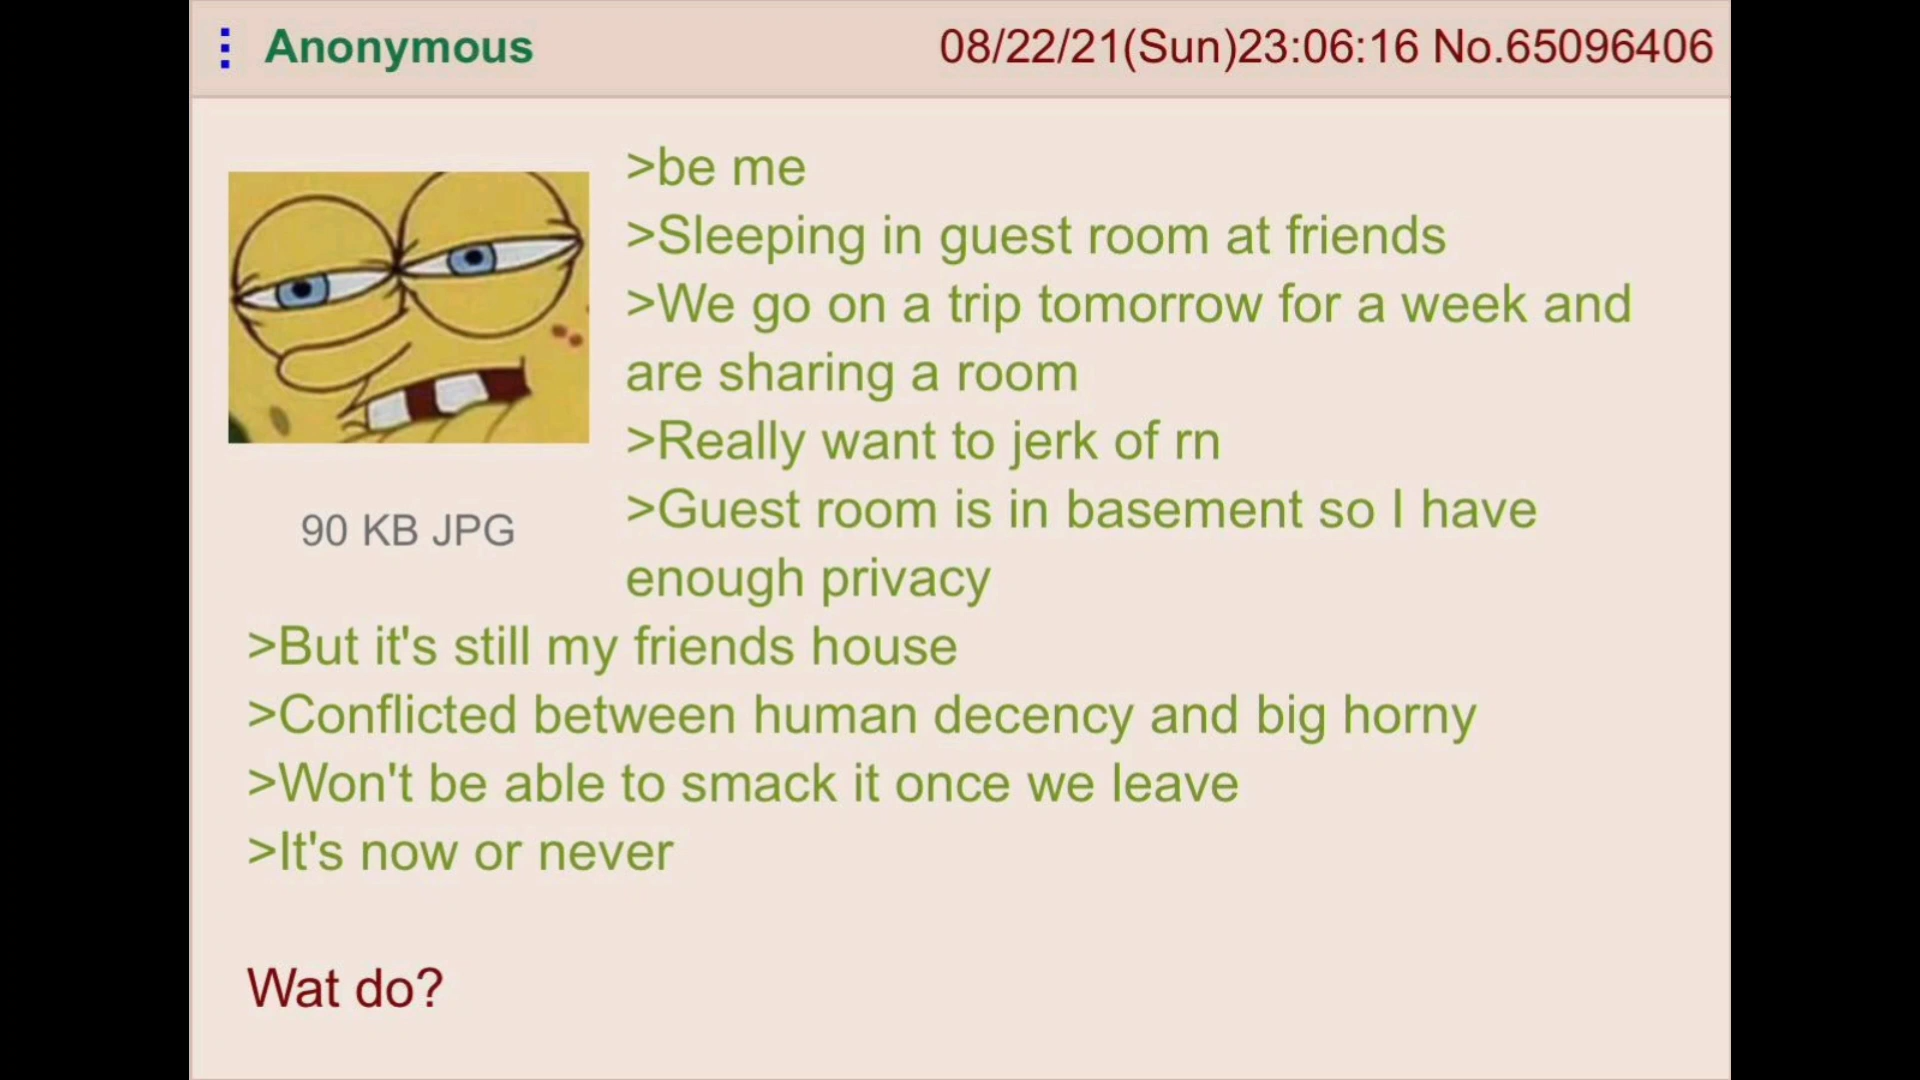 Anonymous 08/22/21(Sun)23:06:16 No.65096406
>be me
>Sleeping in guest room at friends
>We go on a trip tomorrow for a week and
are sharing a room
>Really want to jerk of rn
>Guest room is in basement so I have
enough privacy
90 KB JPG
>But it's still my friends house
>Conflicted between human decency and big horny
>Won't be able to smack it once we leave
>It's now or never
Wat do?